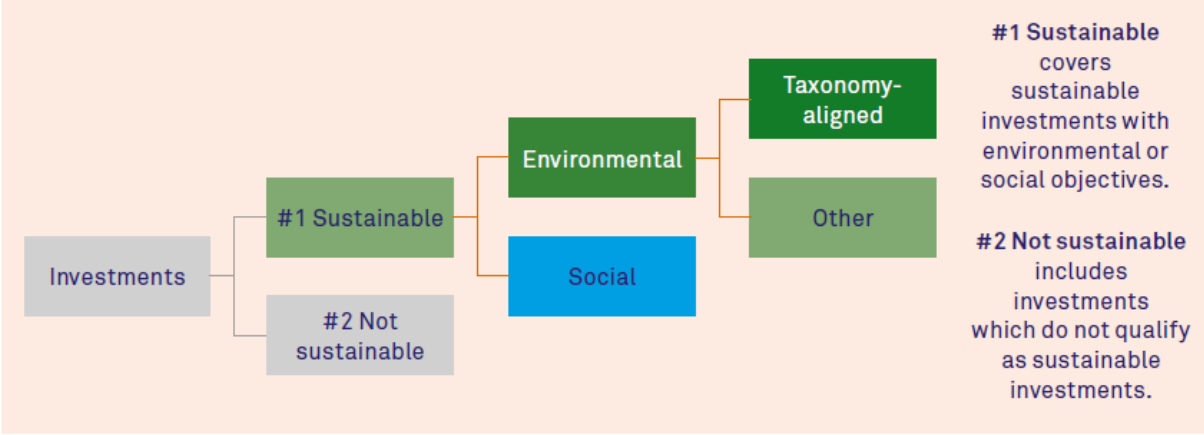 Investments
#1 Sustainable
#2 Not
sustainable
Environmental
Social
Taxonomy-
aligned
Other
#1 Sustainable
covers
sustainable
investments with
environmental or
social objectives.
#2 Not sustainable
includes
investments
which do not qualify
as sustainable
investments.